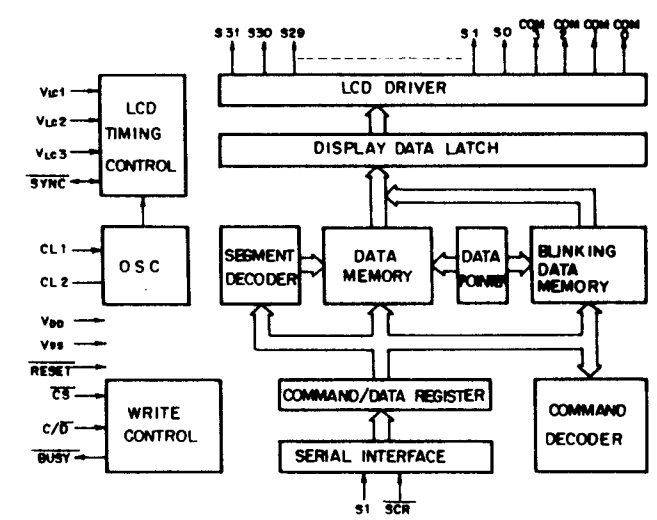 S31 S30 S29 S1 S0 COM 3 COM 2 COM 1 COM 0
LCD DRIVER
DISPLAY DATA LATCH
VLC1
VLC2
VLC3
SYNC
LCD
TIMING
CONTROL
CL1
CL2
OSC
SEGMENT
DECODER
DATA
MEMORY
DATA
POINTER
BLINKING
DATA
MEMORY
VDD
VSS
RESET
CS
C/D
BUSY
WRITE
CONTROL
COMMAND/DATA REGISTER
SERIAL INTERFACE
COMMAND
DECODER
S1 SCR